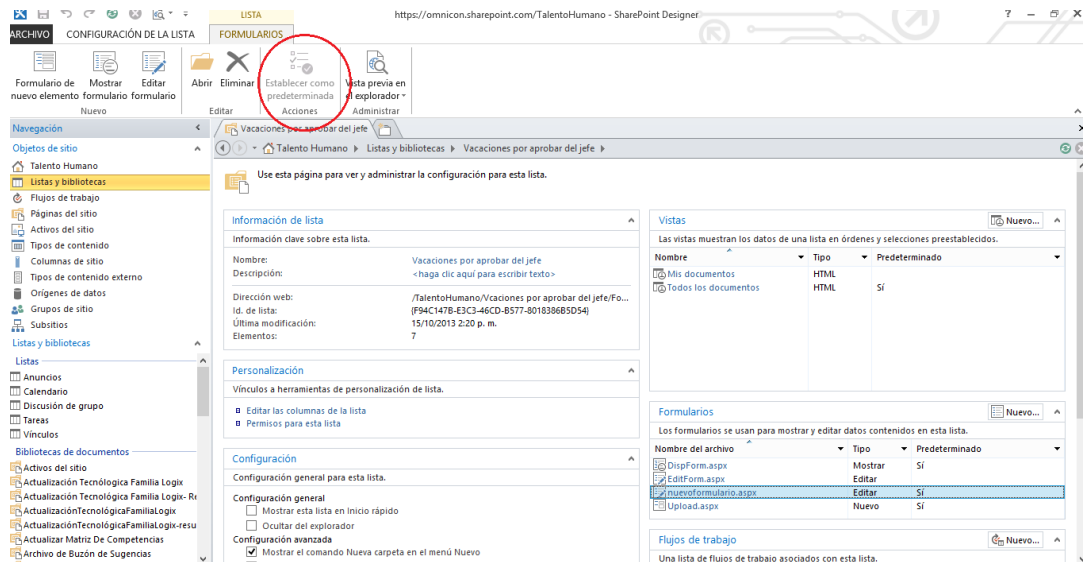 LISTA
https://omnicon.sharepoint.com/TalentoHumano - SharePoint Designer
ARCHIVO CONFIGURACIÓN DE LA LISTA FORMULARIOS
Formulario de nuevo elemento
Mostrar formulario
Editar formulario
Nuevo
Abrir Eliminar
Editar
Establecer como predeterminada
Acciones
Vista previa en el explorador
Administrar
Navegación
Objetos de sitio
Talento Humano
Listas y bibliotecas
Flujos de trabajo
Páginas del sitio
Activos del sitio
Tipos de contenido
Columnas de sitio
Tipos de contenido externo
Orígenes de datos
Grupos de sitio
Subsitios
Listas y bibliotecas
Listas
Anuncios
Calendario
Discusión de grupo
Tareas
Vínculos
Bibliotecas de documentos
Activos del sitio
Actualización Tecnólogica Familia Logix
Actualización Tecnológica Familia Logix- Re
ActualizaciónTecnológicaFamiliaLogix
ActualizaciónTecnológicaFamiliaLogix-resu
Actualizar Matriz De Competencias
Archivo de Buzón de Sugencias
Vacaciones por aprobar del jefe
Talento Humano Listas y bibliotecas Vacaciones por aprobar del jefe
Use esta página para ver y administrar la configuración para esta lista.
Información de lista
Información clave sobre esta lista.
Nombre: Vacaciones por aprobar del jefe
Descripción: <haga clic aquí para escribir texto>
Dirección web: /TalentoHumano/Vcaciones por aprobar del jefe/Fo...
Id. de lista: {F94C147B-E3C3-46CD-B577-8018386B5D54}
Última modificación: 15/10/2013 2:20 p. m.
Elementos: 7
Personalización
Vínculos a herramientas de personalización de lista.
Editar las columnas de la lista
Permisos para esta lista
Configuración
Configuración general para esta lista.
Configuración general
Mostrar esta lista en Inicio rápido
Ocultar del explorador
Configuración avanzada
Mostrar el comando Nueva carpeta en el menú Nuevo
Vistas Nuevo...
Las vistas muestran los datos de una lista en órdenes y selecciones preestablecidos.
Nombre Tipo Predeterminado
Mis documentos HTML
Todos los documentos HTML Sí
Formularios Nuevo...
Los formularios se usan para mostrar y editar datos contenidos en esta lista.
Nombre del archivo Tipo Predeterminado
DispForm.aspx Mostrar Sí
EditForm.aspx Editar
nuevoformulario.aspx Editar Sí
Upload.aspx Nuevo Sí
Flujos de trabajo Nuevo...
Una lista de flujos de trabajo asociados con esta lista.